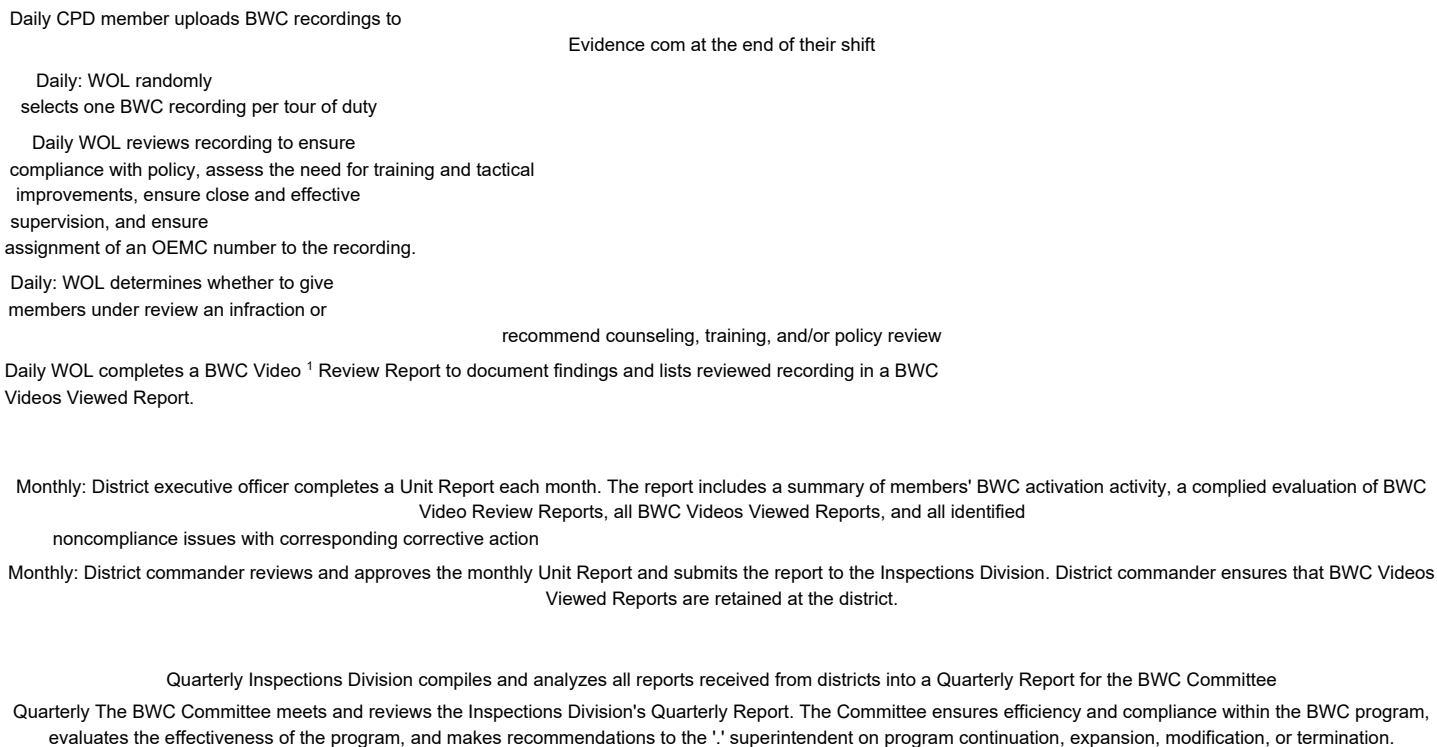 Daily CPD member uploads BWC recordings to
Evidence com at the end of their shift
Daily: WOL randomly
selects one BWC recording per tour of duty
Daily WOL reviews recording to ensure
compliance with policy, assess the need for training and tactical
improvements, ensure close and effective
supervision, and ensure
assignment of an OEMC number to the recording.
Daily: WOL determines whether to give
members under review an infraction or
recommend counseling, training, and/or policy review
Daily WOL completes a BWC Video ¹ Review Report to document findings and lists reviewed recording in a BWC
Videos Viewed Report.
Monthly: District executive officer completes a Unit Report each month. The report includes a summary of members' BWC activation activity, a complied evaluation of BWC
Video Review Reports, all BWC Videos Viewed Reports, and all identified
noncompliance issues with corresponding corrective action
Monthly: District commander reviews and approves the monthly Unit Report and submits the report to the Inspections Division. District commander ensures that BWC Videos
Viewed Reports are retained at the district.
Quarterly Inspections Division compiles and analyzes all reports received from districts into a Quarterly Report for the BWC Committee
Quarterly The BWC Committee meets and reviews the Inspections Division's Quarterly Report. The Committee ensures efficiency and compliance within the BWC program,
evaluates the effectiveness of the program, and makes recommendations to the '.' superintendent on program continuation, expansion, modification, or termination.